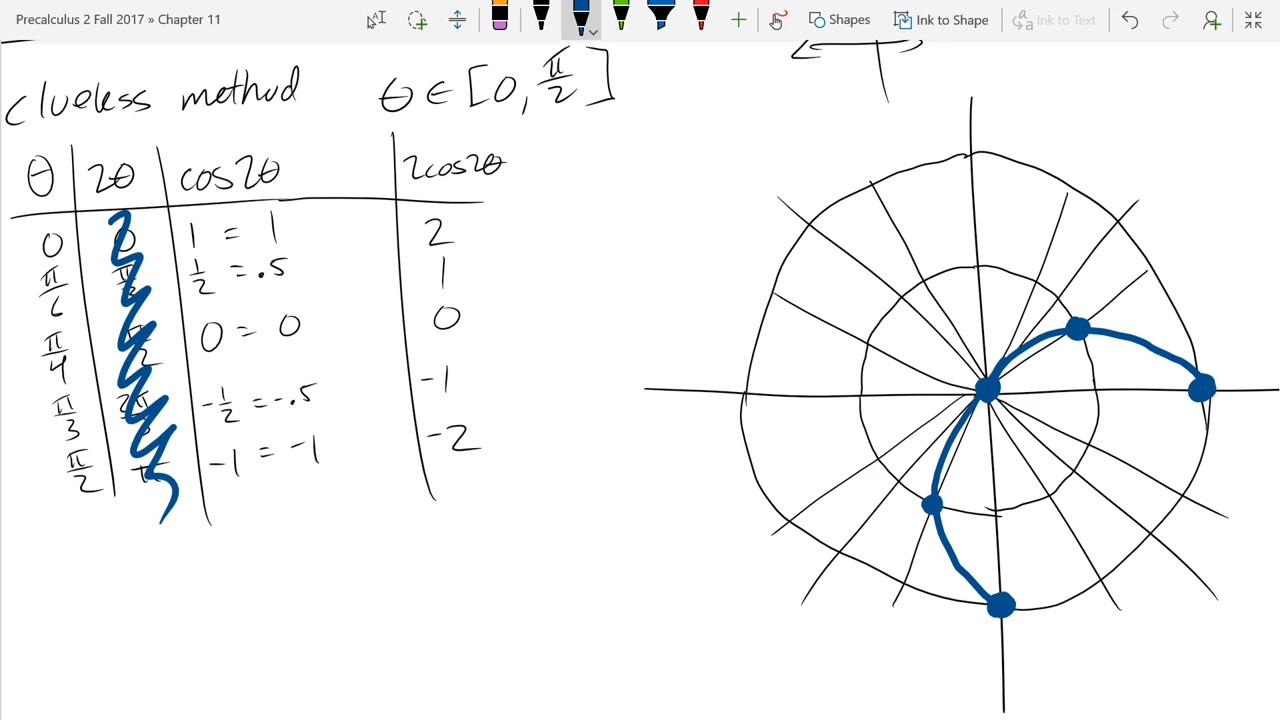 Precalculus 2 Fall 2017 » Chapter 11
Shapes
Ink to Shape
Ink to Text
clueless method θ ∈ [0, π/2]
θ | 2θ | cos2θ | 2cos2θ
0 | 0 | 1 = 1 | 2
π/6 | 1/2 = .5 | 1
π/4 | 0 = 0 | 0
π/3 | -1/2 = -.5 | -1
π/2 | π | -1 = -1 | -2